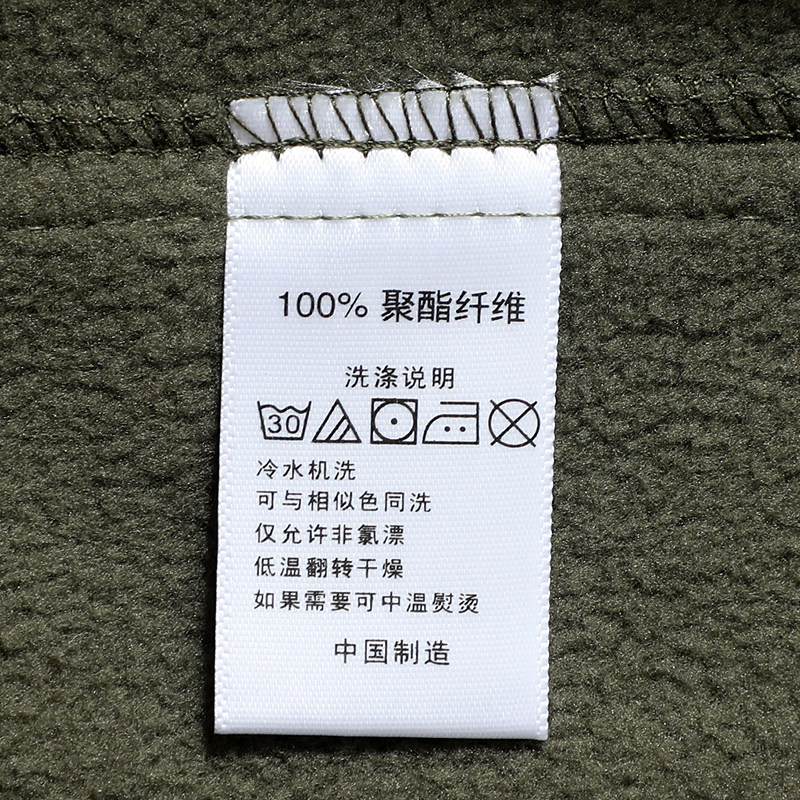 100% 聚酯纤维
洗涤说明
30
冷水机洗
可与相似色同洗
仅允许非氯漂
低温翻转干燥
如果需要可中温熨烫
中国制造